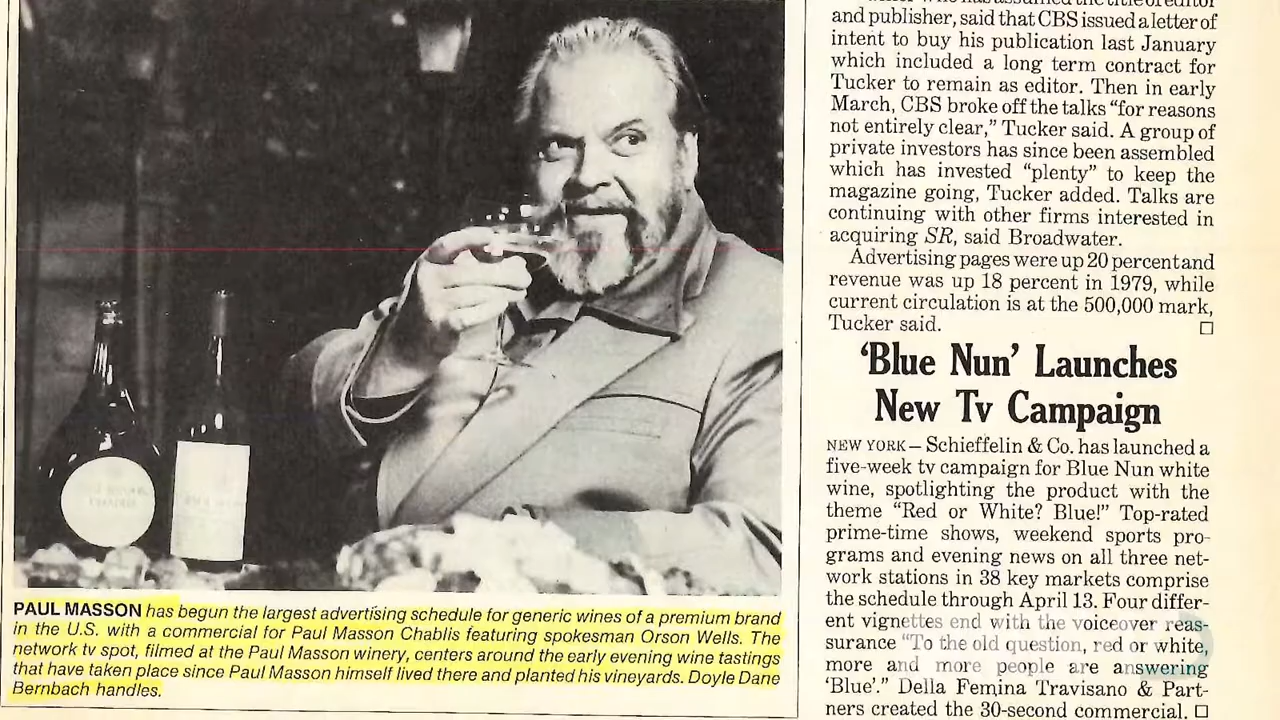 PAUL MASSON has begun the largest advertising schedule for generic wines of a premium brand
in the U.S. with a commercial for Paul Masson Chablis featuring spokesman Orson Wells. The
network tv spot, filmed at the Paul Masson winery, centers around the early evening wine tastings
that have taken place since Paul Masson himself lived there and planted his vineyards. Doyle Dane
Bernbach handles.
and publisher, said that CBS issued a letter of
intent to buy his publication last January
which included a long term contract for
Tucker to remain as editor. Then in early
March, CBS broke off the talks “for reasons
not entirely clear,” Tucker said. A group of
private investors has since been assembled
which has invested “plenty” to keep the
magazine going, Tucker added. Talks are
continuing with other firms interested in
acquiring SR, said Broadwater.
Advertising pages were up 20 percent and
revenue was up 18 percent in 1979, while
current circulation is at the 500,000 mark,
Tucker said.
‘Blue Nun’ Launches
New Tv Campaign
NEW YORK – Schieffelin & Co. has launched a
five-week tv campaign for Blue Nun white
wine, spotlighting the product with the
theme “Red or White? Blue!” Top-rated
prime-time shows, weekend sports pro-
grams and evening news on all three net-
work stations in 38 key markets comprise
the schedule through April 13. Four differ-
ent vignettes end with the voiceover reas-
surance “To the old question, red or white,
more and more people are answering
‘Blue’.” Della Femina Travisano & Part-
ners created the 30-second commercial.